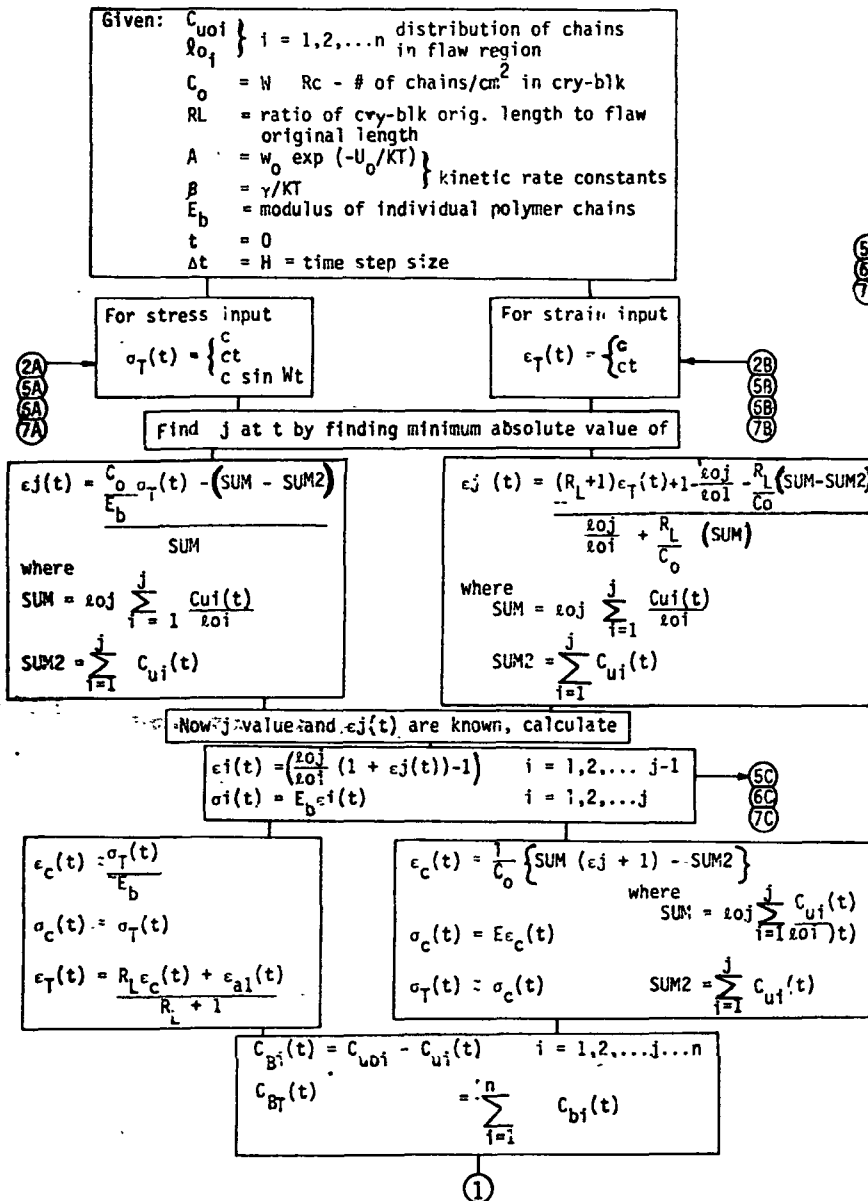 Given: C_uoi
ℓo_i } i = 1,2,...n distribution of chains in flaw region
C_o = W Rc - # of chains/cm² in cry-blk
RL = ratio of cry-blk orig. length to flaw
original length
A = w_o exp (-U_o/KT)
β = γ/KT } kinetic rate constants
E_b = modulus of individual polymer chains
t = 0
Δt = H = time step size
5
6
7
For stress input
σ_T(t) = { c
ct
c sin Wt
For strain input
ε_T(t) = { c
ct
2A
5A
6A
7A
2B
5B
6B
7B
Find j at t by finding minimum absolute value of
εj(t) = C_o/E_b σ_T(t) - (SUM - SUM2)
SUM
where
SUM = ℓoj ∑_{i = 1}^{j} Cui(t)/ℓoi
SUM2 = ∑_{i=1}^{j} C_ui(t)
εj (t) = (R_L+1)ε_T(t)+1-ℓoj/ℓol - R_L/Co (SUM-SUM2)
ℓoj/ℓoi + R_L/C_o (SUM)
where
SUM = ℓoj ∑_{i=1}^{j} Cui(t)/ℓoi
SUM2 = ∑_{i=1}^{j} C_ui(t)
Now j value and εj(t) are known, calculate
εi(t) = (ℓoj/ℓoi (1 + εj(t))-1) i = 1,2,... j-1
σi(t) = E_b εi(t) i = 1,2,...j
5C
6C
7C
ε_c(t) = σ_T(t)/E_b
σ_c(t) = σ_T(t)
ε_T(t) = R_L ε_c(t) + ε_a1(t)
R_L + 1
ε_c(t) = 1/C_o {SUM (εj + 1) - SUM2}
where
SUM = ℓoj ∑_{i=1}^{j} C_ui(t)/ℓoi )t)
σ_c(t) = Eε_c(t)
σ_T(t) = σ_c(t) SUM2 = ∑_{i=1}^{j} C_ui(t)
C_Bi(t) = C_uoi - C_ui(t) i = 1,2,...j...n
C_BT(t) = ∑_{i=1}^{n} C_bi(t)
1